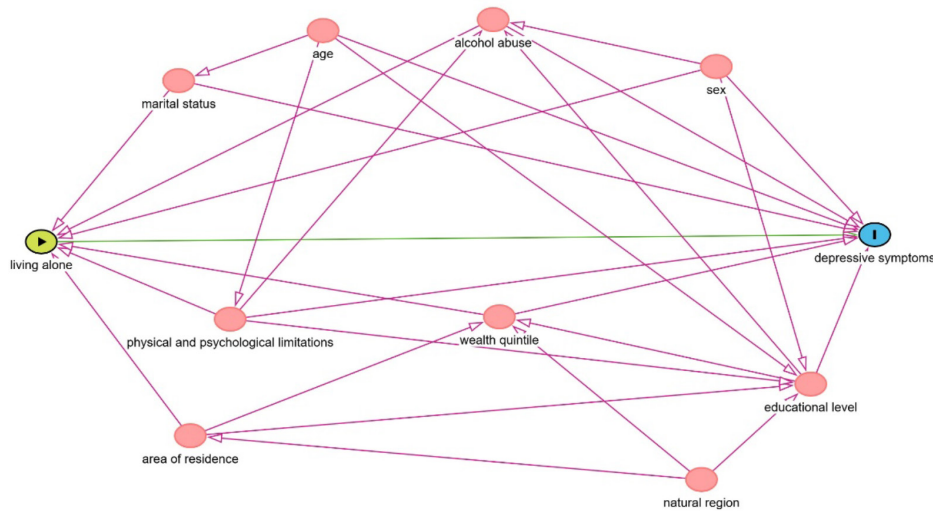 alcohol abuse
age
sex
marital status
living alone
depressive symptoms
physical and psychological limitations
wealth quintile
educational level
area of residence
natural region